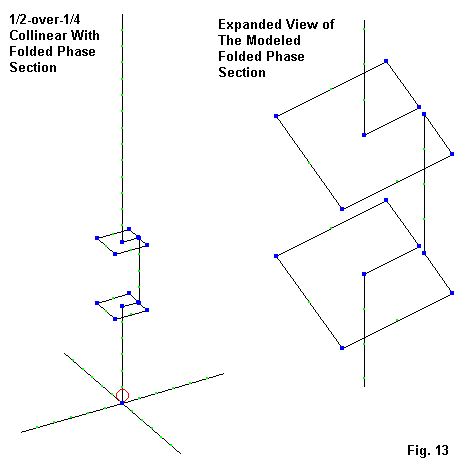 1/2-over-1/4
Collinear With
Folded Phase
Section
Expanded View of
The Modeled
Folded Phase
Section
Fig. 13